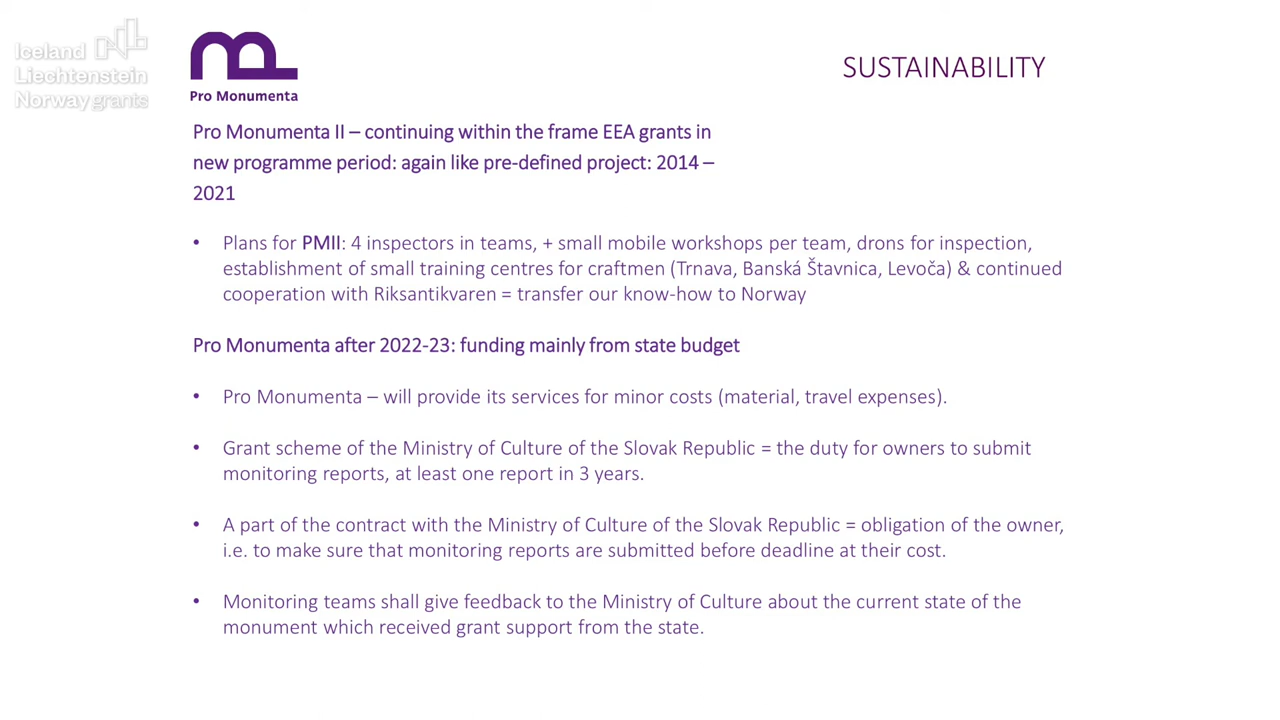 Iceland
Liechtenstein
Norway grants
Pro Monumenta
SUSTAINABILITY
Pro Monumenta II – continuing within the frame EEA grants in
new programme period: again like pre-defined project: 2014 –
2021
• Plans for PMII: 4 inspectors in teams, + small mobile workshops per team, drons for inspection,
establishment of small training centres for craftmen (Trnava, Banská Štavnica, Levoča) & continued
cooperation with Riksantikvaren = transfer our know-how to Norway
Pro Monumenta after 2022-23: funding mainly from state budget
• Pro Monumenta – will provide its services for minor costs (material, travel expenses).
• Grant scheme of the Ministry of Culture of the Slovak Republic = the duty for owners to submit
monitoring reports, at least one report in 3 years.
• A part of the contract with the Ministry of Culture of the Slovak Republic = obligation of the owner,
i.e. to make sure that monitoring reports are submitted before deadline at their cost.
• Monitoring teams shall give feedback to the Ministry of Culture about the current state of the
monument which received grant support from the state.